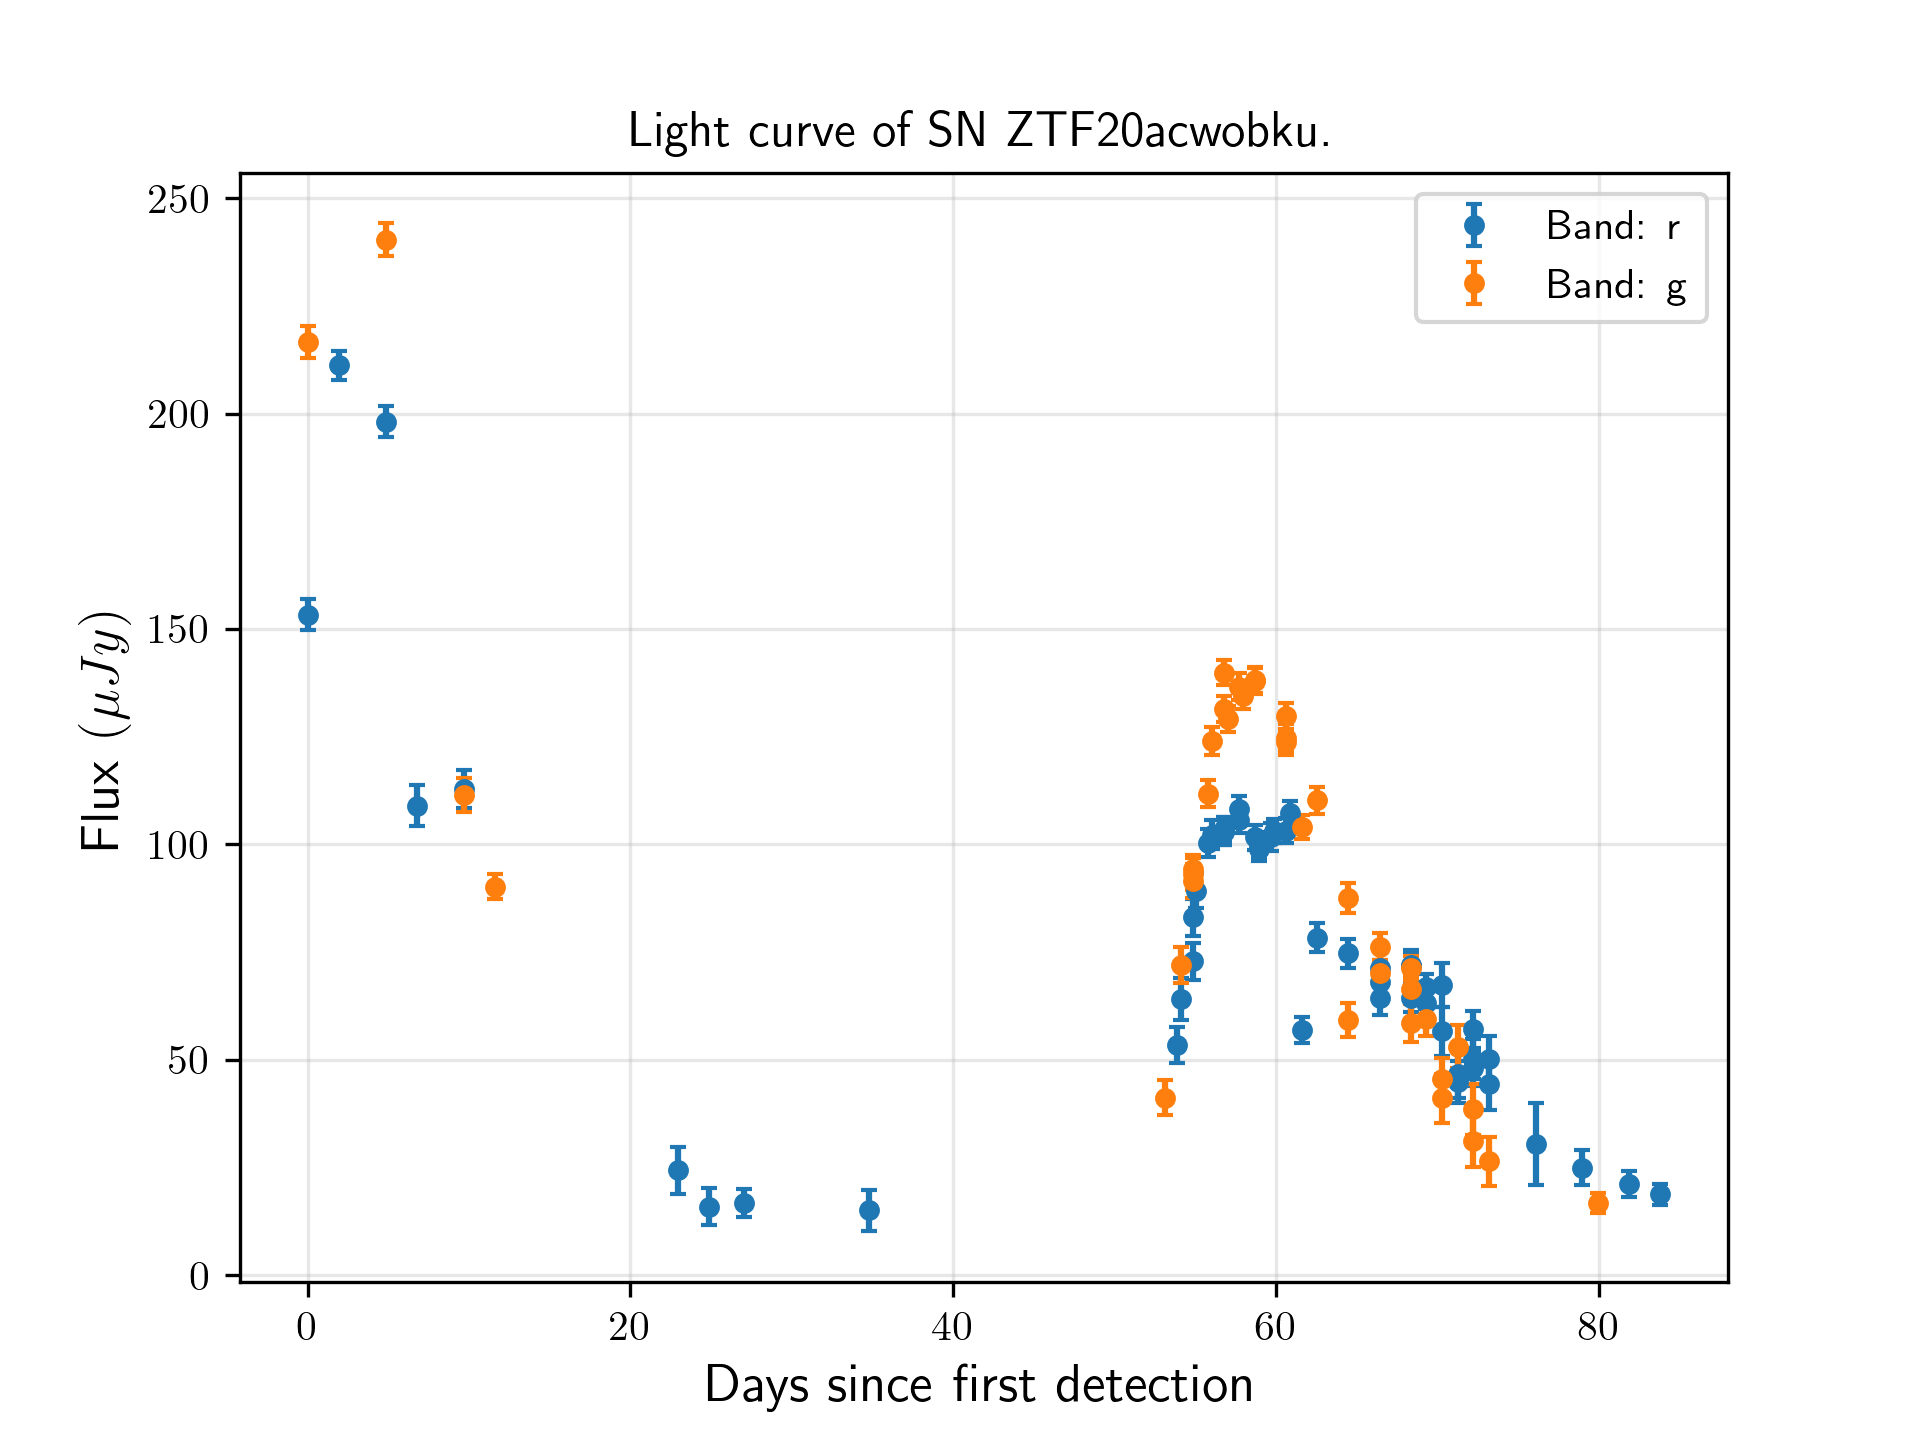 Light curve of SN ZTF20acwobku.
Band: r
Band: g
Flux (μJy)
250
200
150
100
50
0
0 20 40 60 80
Days since first detection